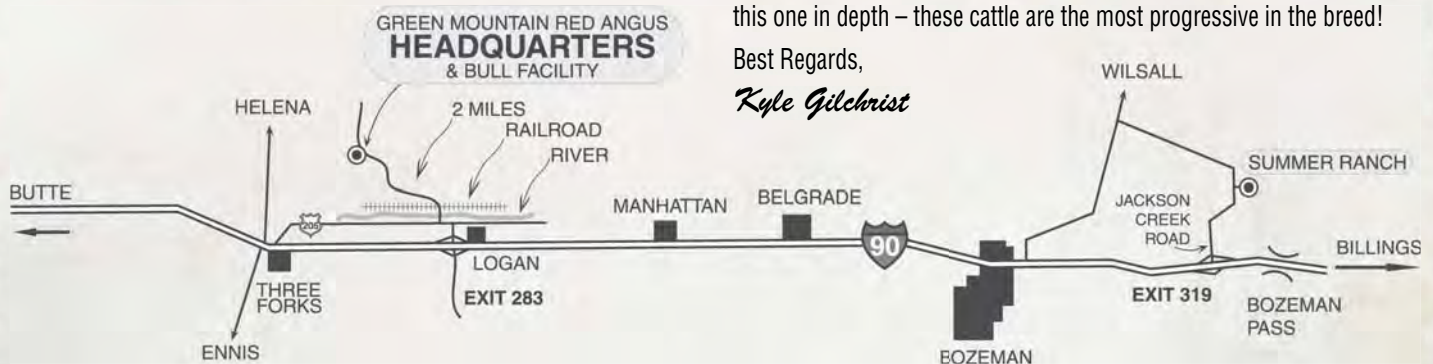 this one in depth – these cattle are the most progressive in the breed!
Best Regards,
Kyle Gilchrist
GREEN MOUNTAIN RED ANGUS
HEADQUARTERS
& BULL FACILITY
HELENA
2 MILES
RAILROAD
RIVER
BUTTE
205
THREE
FORKS
ENNIS
LOGAN
EXIT 283
MANHATTAN
BELGRADE
90
BOZEMAN
WILSALL
SUMMER RANCH
JACKSON
CREEK
ROAD
EXIT 319
BOZEMAN
PASS
BILLINGS